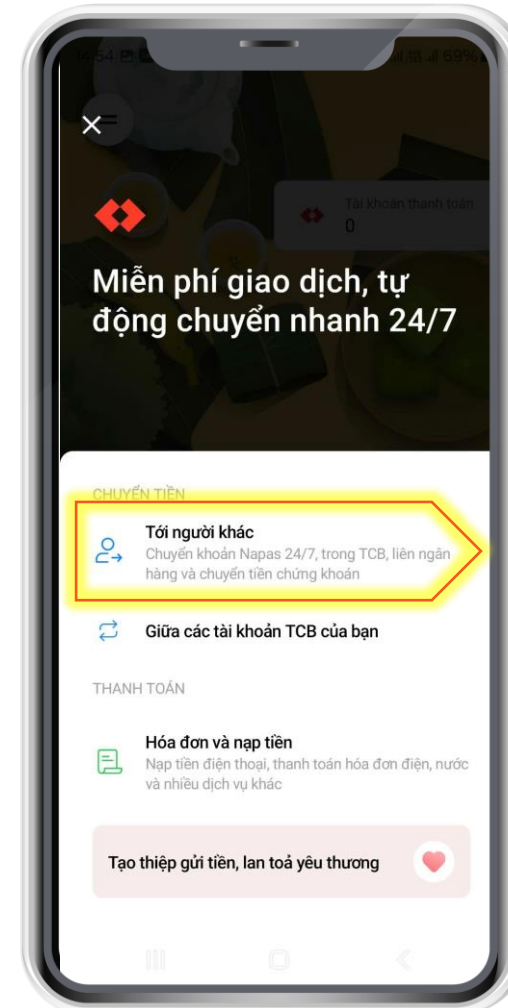 69%
Tài khoản thanh toán
0
Miễn phí giao dịch, tự
động chuyển nhanh 24/7
CHUYỂN TIỀN
Tới người khác
Chuyển khoản Napas 24/7, trong TCB, liên ngân
hàng và chuyển tiền chứng khoán
Giữa các tài khoản TCB của bạn
THANH TOÁN
Hóa đơn và nạp tiền
Nạp tiền điện thoại, thanh toán hóa đơn điện, nước
và nhiều dịch vụ khác
Tạo thiệp gửi tiền, lan toả yêu thương